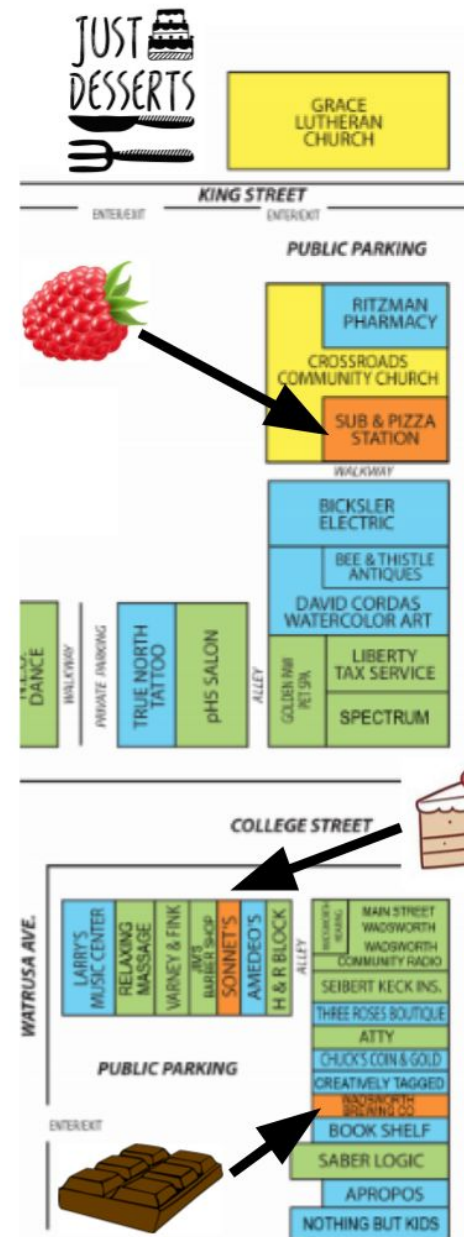 JUST
DESSERTS
GRACE
LUTHERAN
CHURCH
KING STREET
ENTER/EXIT
ENTER/EXIT
PUBLIC PARKING
RITZMAN
PHARMACY
CROSSROADS
COMMUNITY CHURCH
SUB & PIZZA
STATION
WALKWAY
BICKSLER
ELECTRIC
BEE & THISTLE
ANTIQUES
DAVID CORDAS
WATERCOLOR ART
DANCE
WALKWAY
PRIVATE PARKING
TRUE NORTH
TATTOO
pH5 SALON
ALLEY
GOLDEN PAW
PET SPA
LIBERTY
TAX SERVICE
SPECTRUM
COLLEGE STREET
WATRUSA AVE.
LARRY'S
MUSIC CENTER
RELAXING
MASSAGE
VARNEY & FINK
JIM'S
BARBER SHOP
SONNET'S
AMEDEO'S
H & R BLOCK
ALLEY
MAIN STREET
WADSWORTH
WADSWORTH
COMMUNITY RADIO
SEIBERT KECK INS.
THREE ROSES BOUTIQUE
ATTY
CHUCK'S COIN & GOLD
CREATIVELY TAGGED
WADSWORTH
BREWING CO
BOOK SHELF
SABER LOGIC
APROPOS
NOTHING BUT KIDS
PUBLIC PARKING
ENTER/EXIT